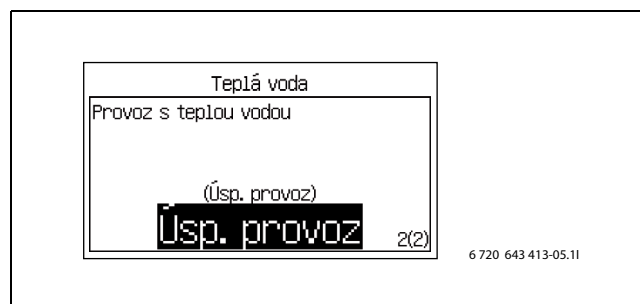 Teplá voda
Provoz s teplou vodou
(Úsp. provoz)
Úsp. provoz
2(2)
6 720 643 413-05.1I